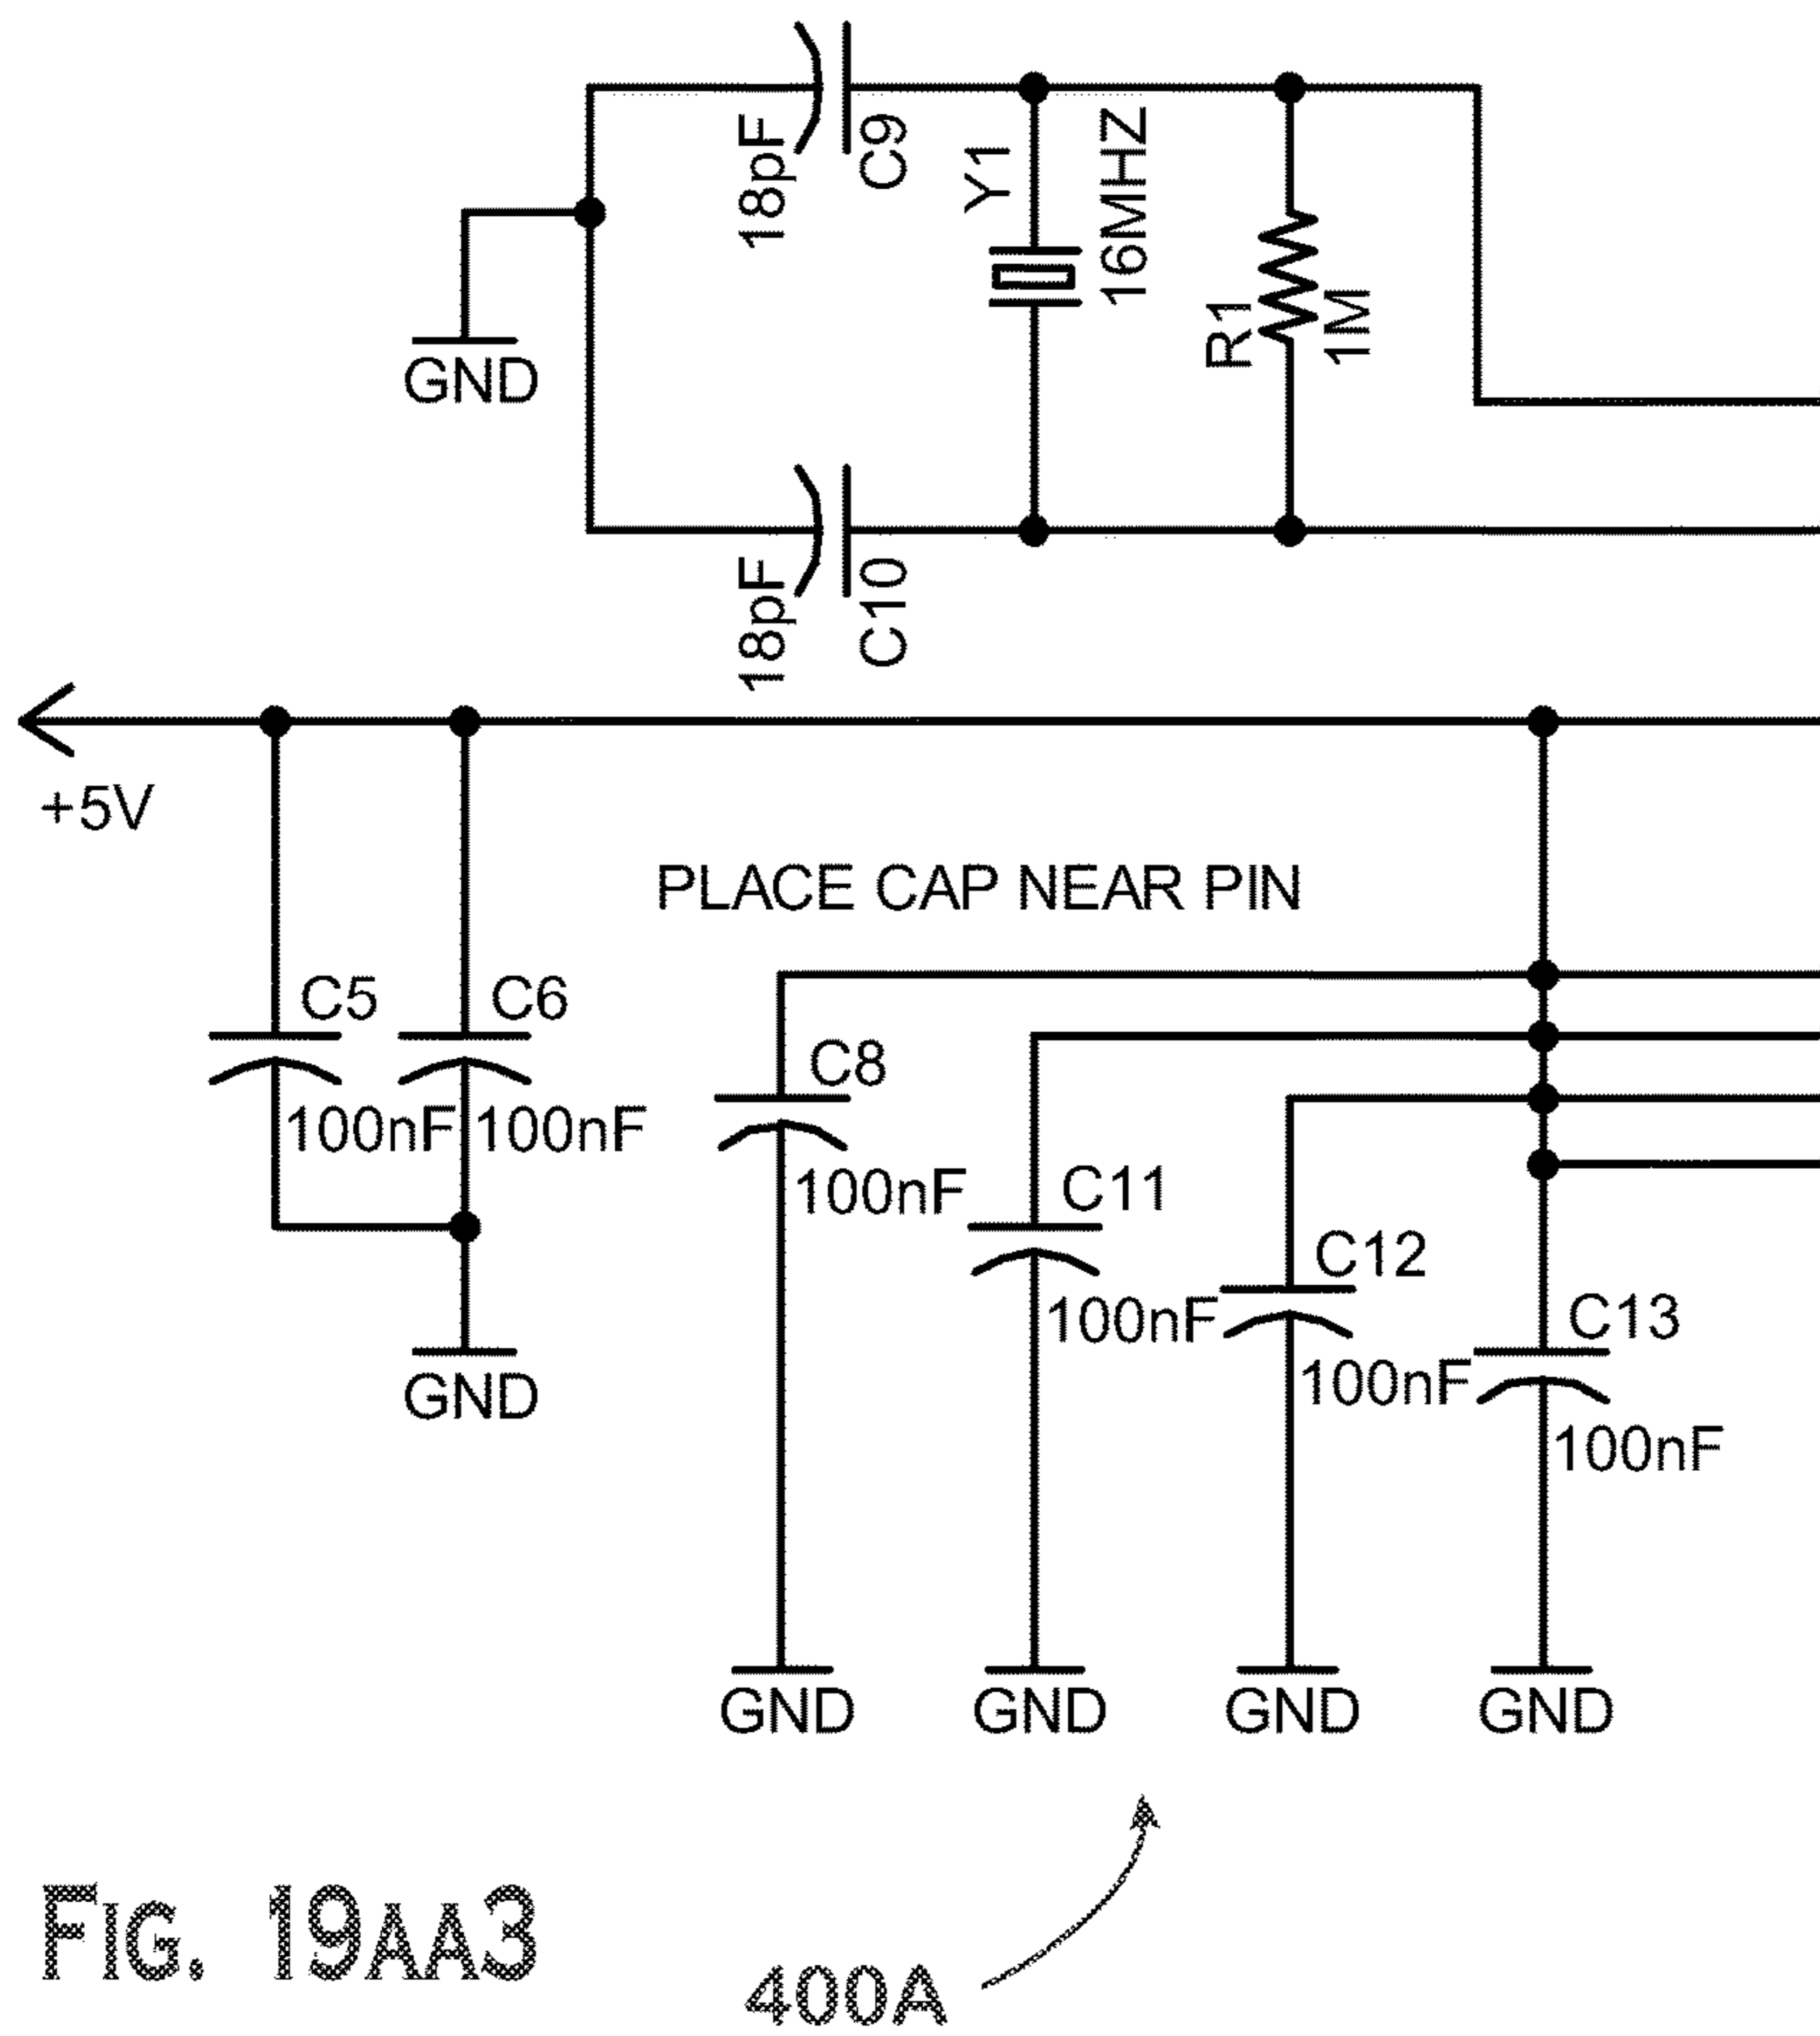 18pF
C9
Y1
16MHZ
R1
1M
GND
18pF
C10
+5V
PLACE CAP NEAR PIN
C5
C6
C8
100nF
100nF
100nF
C11
C12
100nF
C13
100nF
GND
100nF
GND
GND
GND
GND
FIG. 19AA3
400A